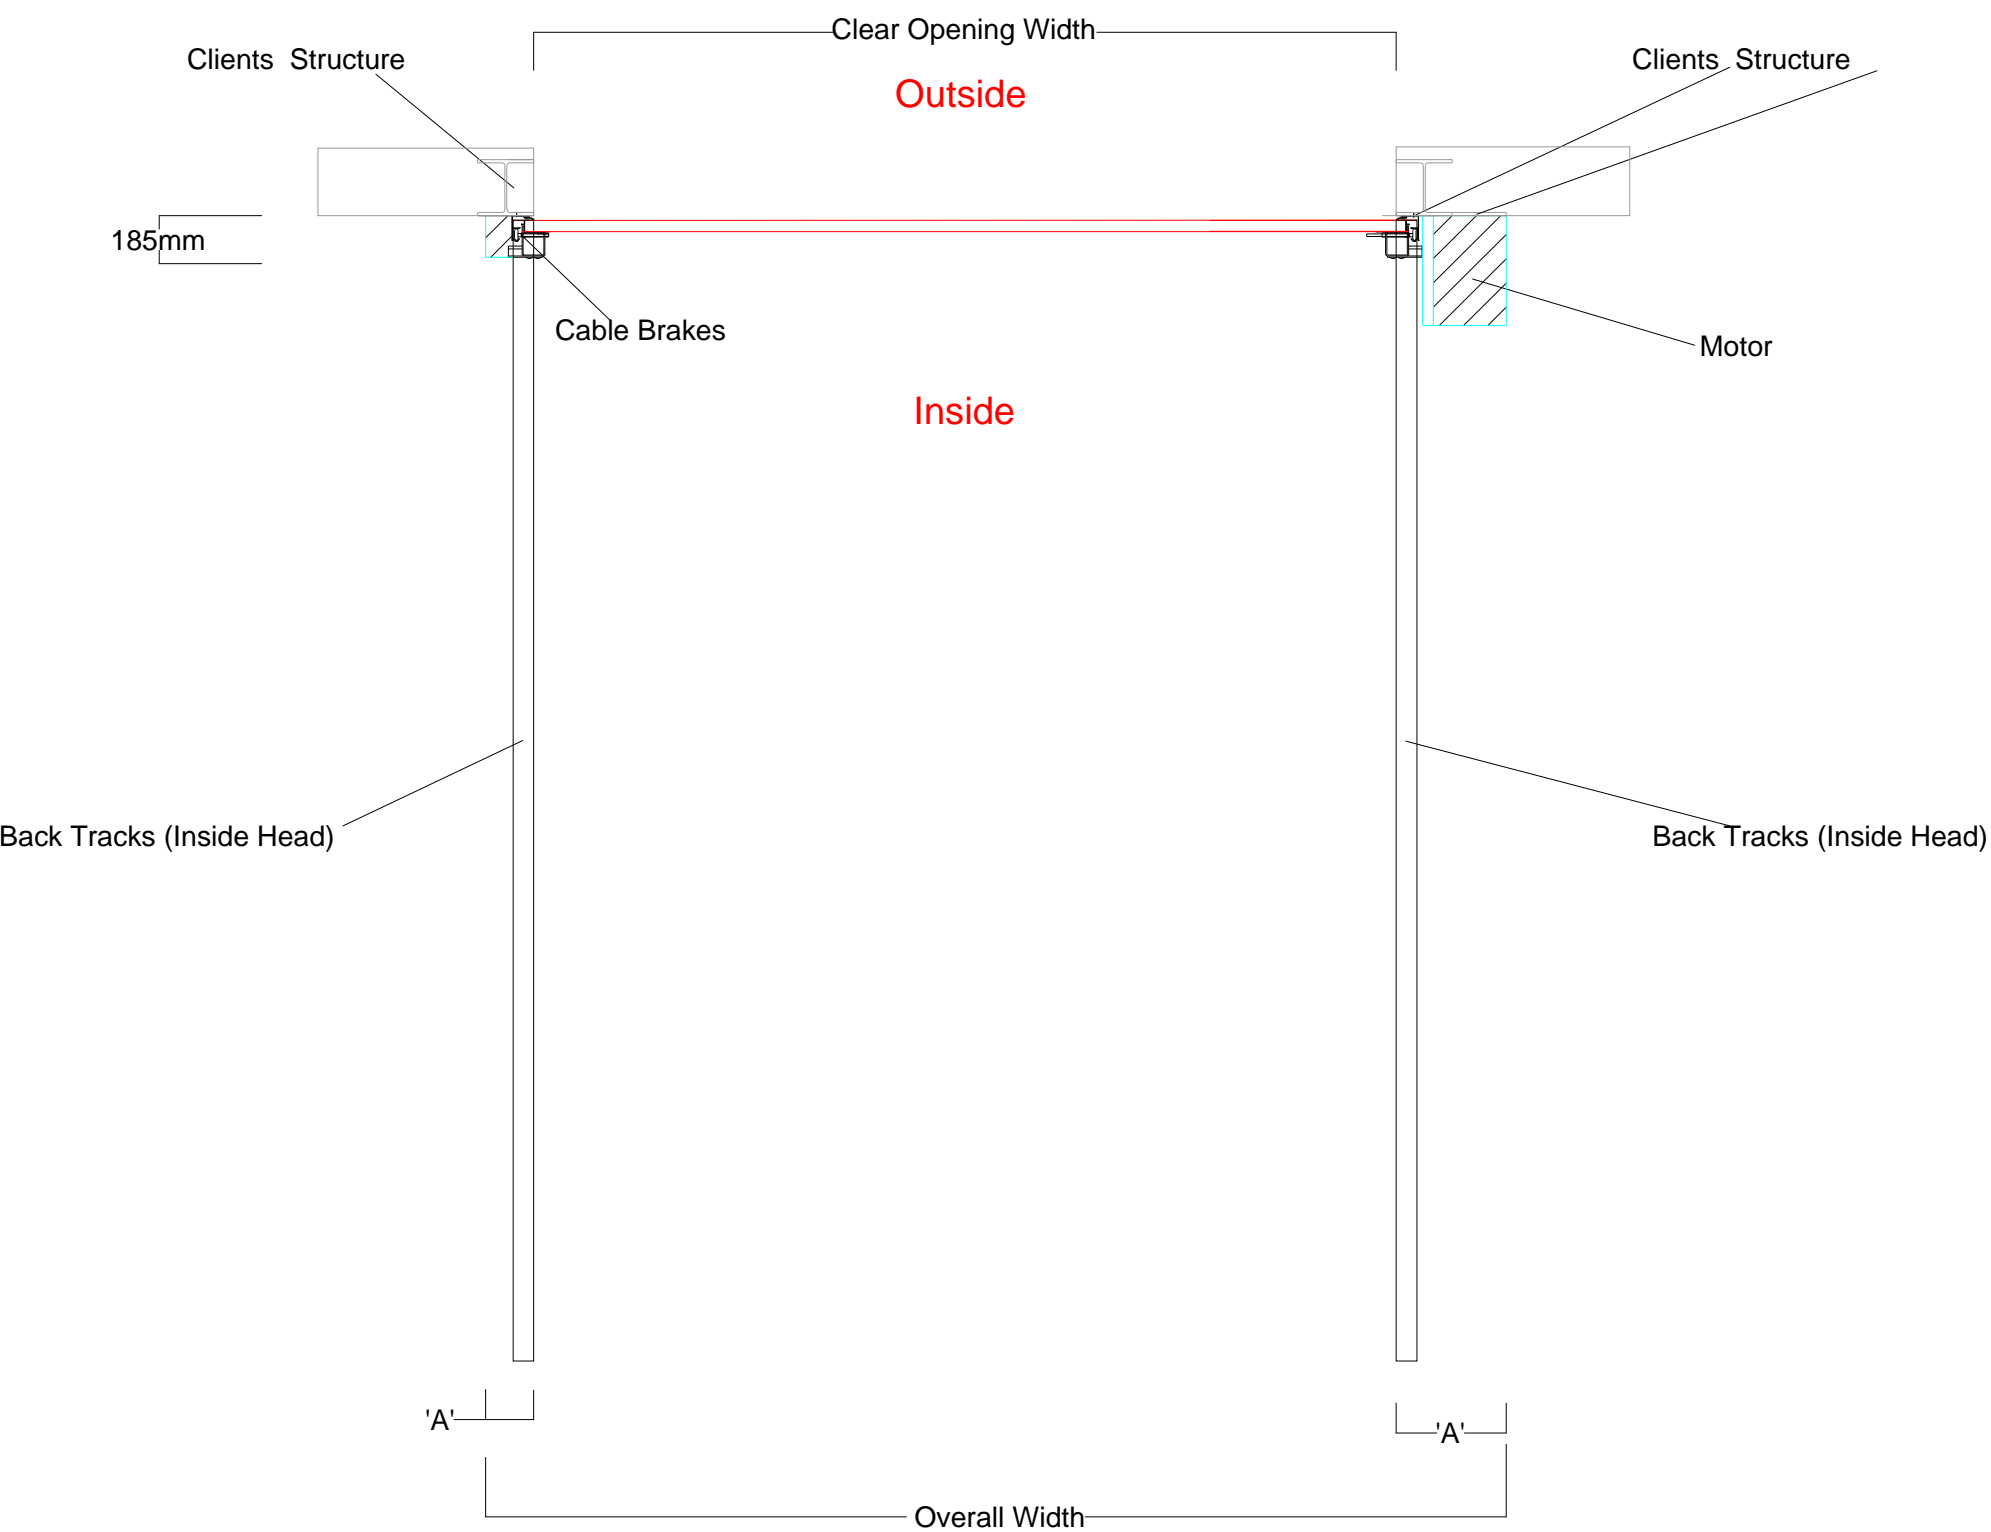 Clear Opening Width
Clients  Structure
Clients  Structure
Outside
185mm
Cable Brakes
Motor
Inside
Back Tracks (Inside Head)
Back Tracks (Inside Head)
'A'
'A'
Overall Width